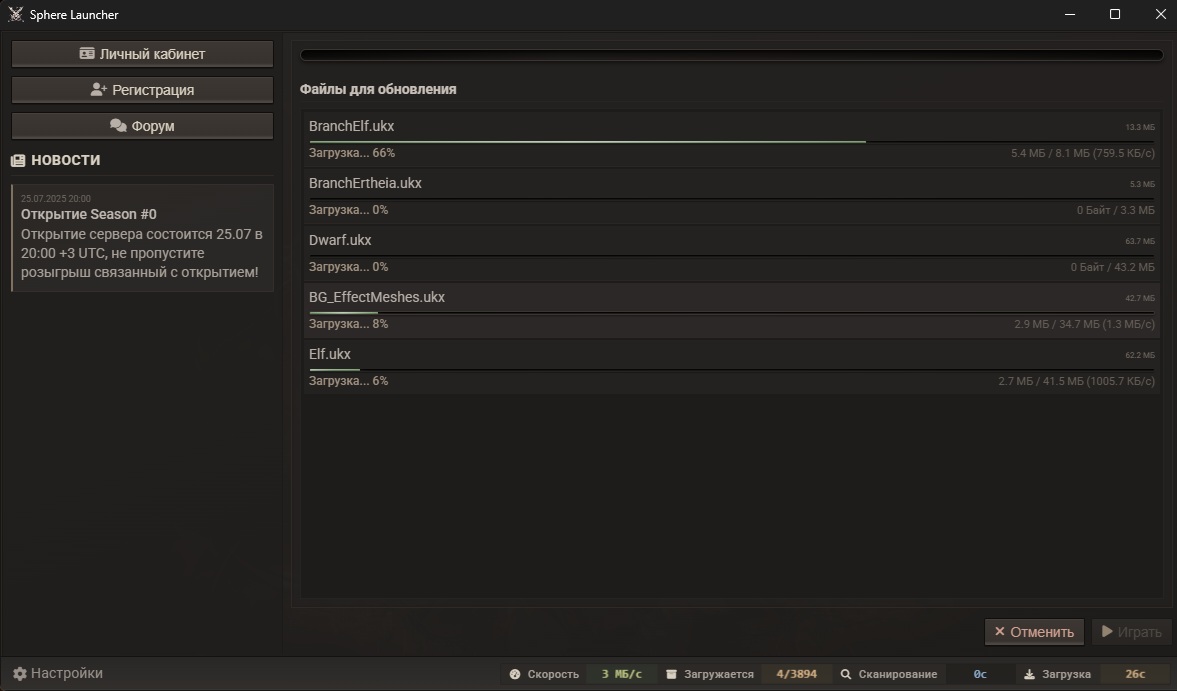 Sphere Launcher
Личный кабинет
Регистрация
Форум
НОВОСТИ
25.07.2025 20:00
Открытие Season #0
Открытие сервера состоится 25.07 в
20:00 +3 UTC, не пропустите
розыгрыш связанный с открытием!
Файлы для обновления
BranchElf.ukx 13.3 МБ
Загрузка... 66% 5.4 МБ / 8.1 МБ (759.5 КБ/с)
BranchErtheia.ukx 5.3 МБ
Загрузка... 0% 0 Байт / 3.3 МБ
Dwarf.ukx 63.7 МБ
Загрузка... 0% 0 Байт / 43.2 МБ
BG_EffectMeshes.ukx 42.7 МБ
Загрузка... 8% 2.9 МБ / 34.7 МБ (1.3 МБ/с)
Elf.ukx 62.2 МБ
Загрузка... 6% 2.7 МБ / 41.5 МБ (1005.7 КБ/с)
Отменить Играть
Настройки Скорость 3 МБ/с Загружается 4/3894 Сканирование 0с Загрузка 26с